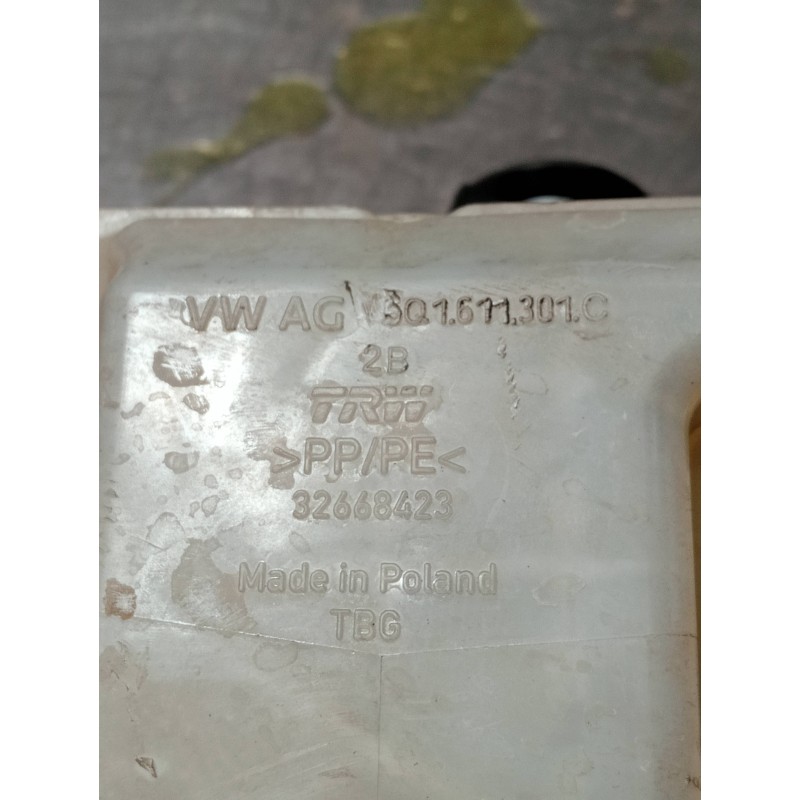 VW AG 5Q1.611.301.C
2B
TRW
>PP/PE<
32668423
Made in Poland
TBG